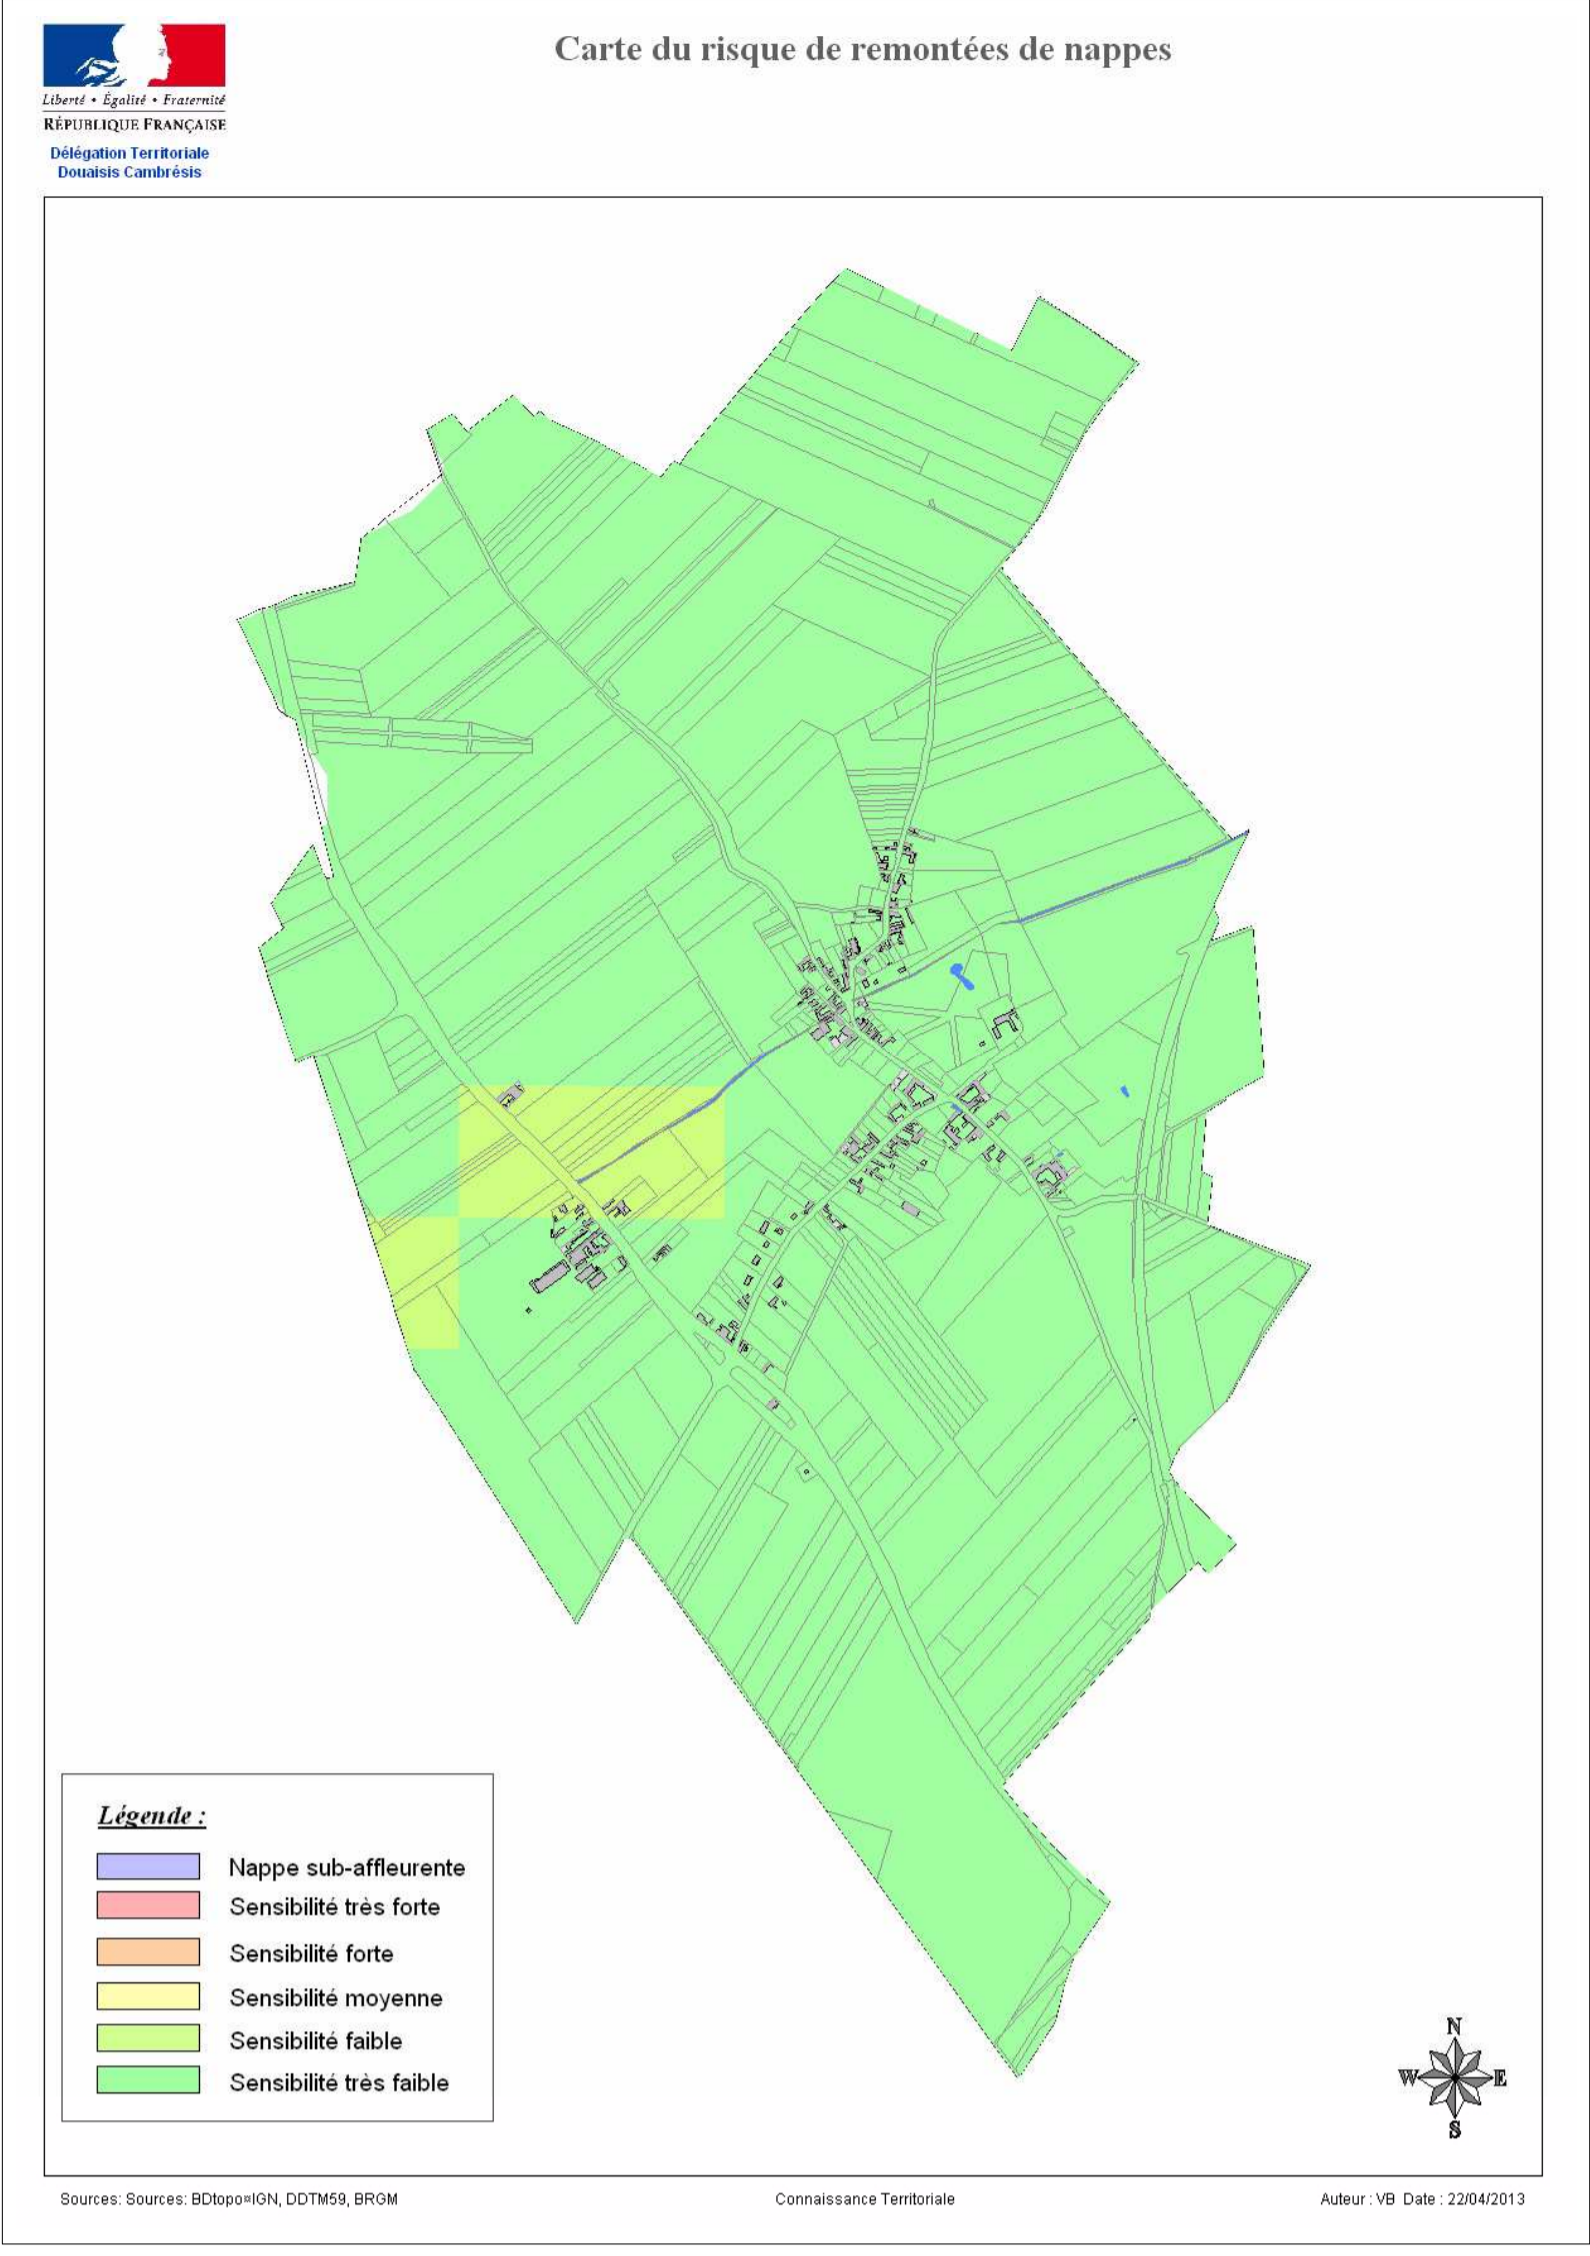 Carte du risque de remontées de nappes
Liberté • Égalité • Fraternité
RÉPUBLIQUE FRANÇAISE
Délégation Territoriale
Douaisis Cambrésis
Légende :
Nappe sub-affleurente
Sensibilité très forte
Sensibilité forte
Sensibilité moyenne
Sensibilité faible
Sensibilité très faible
N
W E
S
Sources: Sources: BDtopo¤IGN, DDTM59, BRGM
Connaissance Territoriale
Auteur : VB Date : 22/04/2013